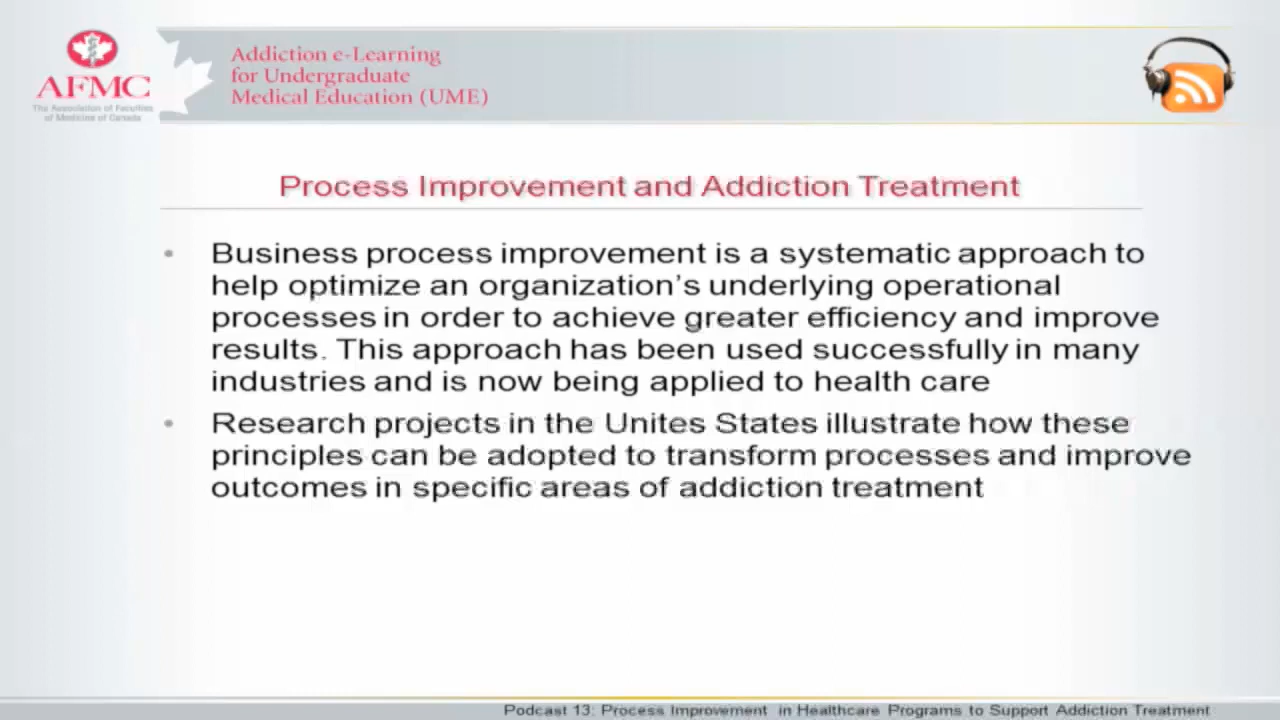 AFMC
The Association of Faculties
of Medicine of Canada
Addiction e-Learning
for Undergraduate
Medical Education (UME)
Process Improvement and Addiction Treatment
• Business process improvement is a systematic approach to
help optimize an organization's underlying operational
processes in order to achieve greater efficiency and improve
results. This approach has been used successfully in many
industries and is now being applied to health care
• Research projects in the Unites States illustrate how these
principles can be adopted to transform processes and improve
outcomes in specific areas of addiction treatment
Podcast 13: Process Improvement in Healthcare Programs to Support Addiction Treatment